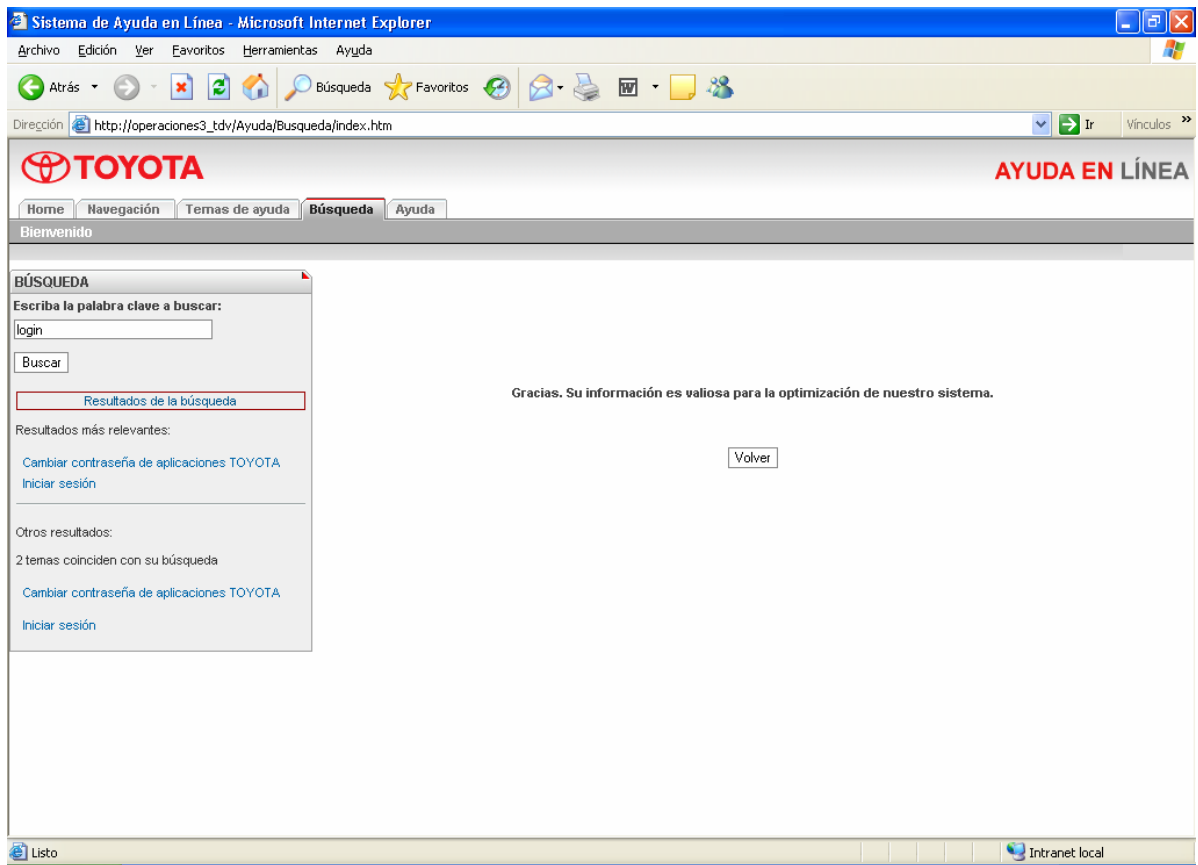 Sistema de Ayuda en Línea - Microsoft Internet Explorer
Archivo Edición Ver Favoritos Herramientas Ayuda
Atrás Búsqueda Favoritos
Dirección http://operaciones3_tdv/Ayuda/Busqueda/index.htm Ir Vínculos »
TOYOTA
AYUDA EN LÍNEA
Home Navegación Temas de ayuda Búsqueda Ayuda
Bienvenido
BÚSQUEDA
Escriba la palabra clave a buscar:
login
Buscar
Resultados de la búsqueda
Resultados más relevantes:
Cambiar contraseña de aplicaciones TOYOTA
Iniciar sesión
Otros resultados:
2 temas coinciden con su búsqueda
Cambiar contraseña de aplicaciones TOYOTA
Iniciar sesión
Gracias. Su información es valiosa para la optimización de nuestro sistema.
Volver
Listo Intranet local